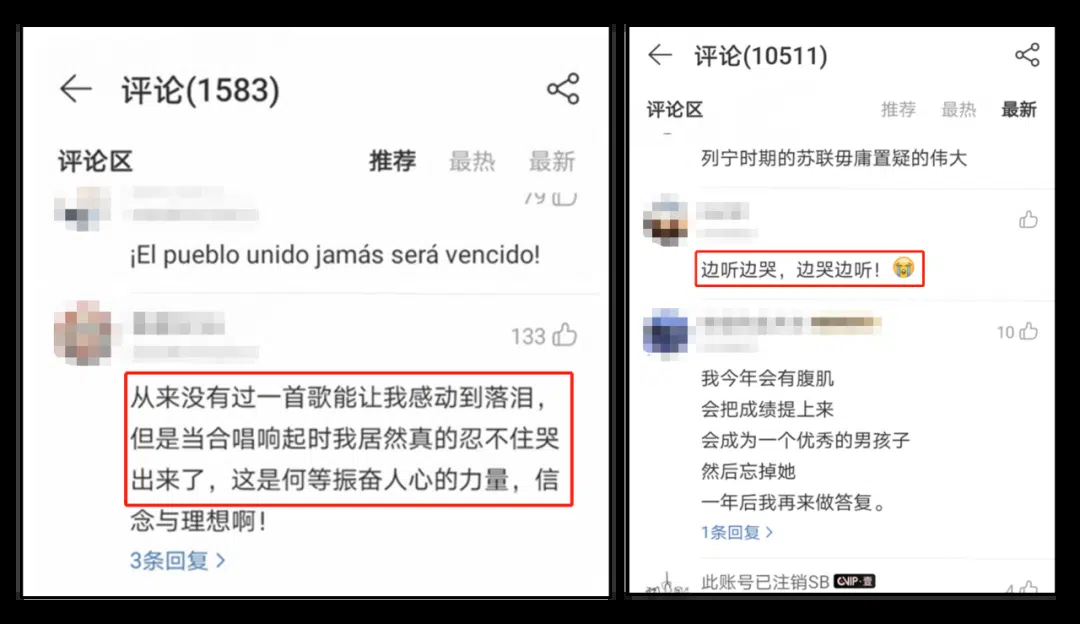 评论(1583)
评论区 推荐 最热 最新
79
¡El pueblo unido jamás será vencido!
133
从来没有过一首歌能让我感动到落泪，
但是当合唱响起时我居然真的忍不住哭
出来了，这是何等振奋人心的力量，信
念与理想啊！
3条回复 >
评论(10511)
评论区 推荐 最热 最新
列宁时期的苏联毋庸置疑的伟大
边听边哭，边哭边听！😭
10
我今年会有腹肌
会把成绩提上来
会成为一个优秀的男孩子
然后忘掉她
一年后我再来做答复。
1条回复 >
此账号已注销SB VIP·壹
4